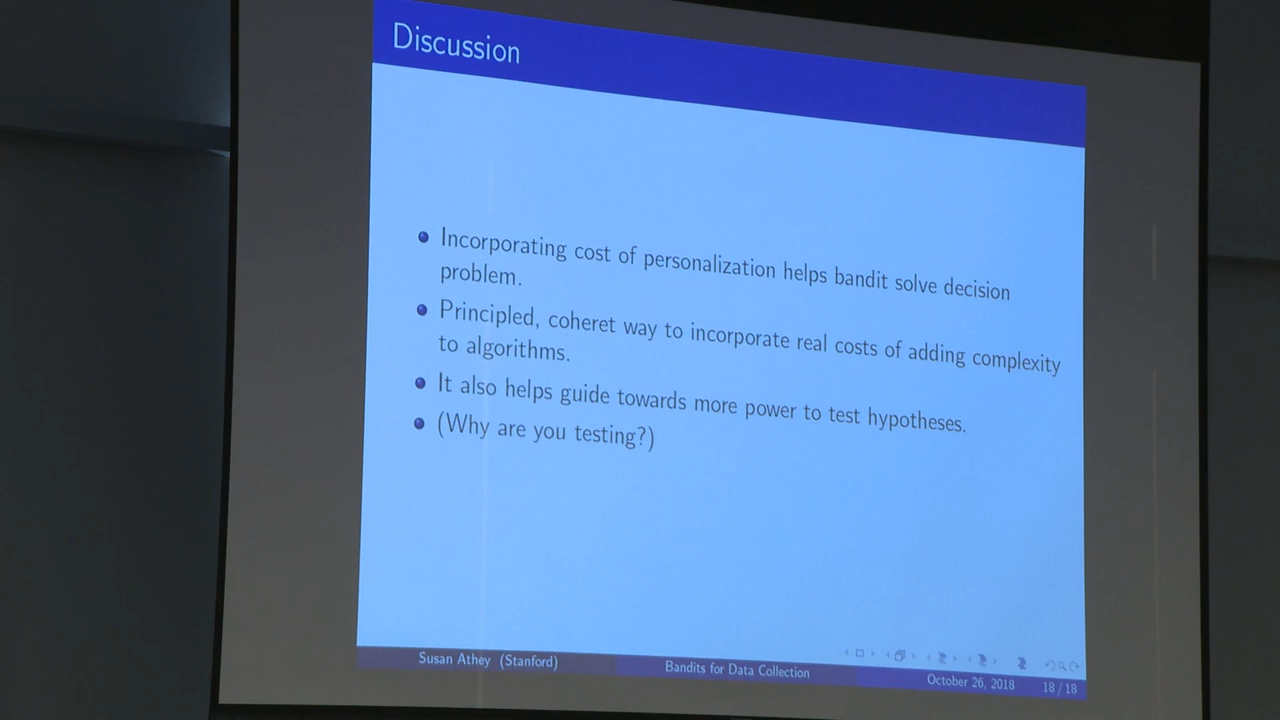 Discussion
Incorporating cost of personalization helps bandit solve decision
problem.
Principled, coheret way to incorporate real costs of adding complexity
to algorithms.
It also helps guide towards more power to test hypotheses.
(Why are you testing?)
Susan Athey (Stanford)
Bandits for Data Collection
October 26, 2018
18/18